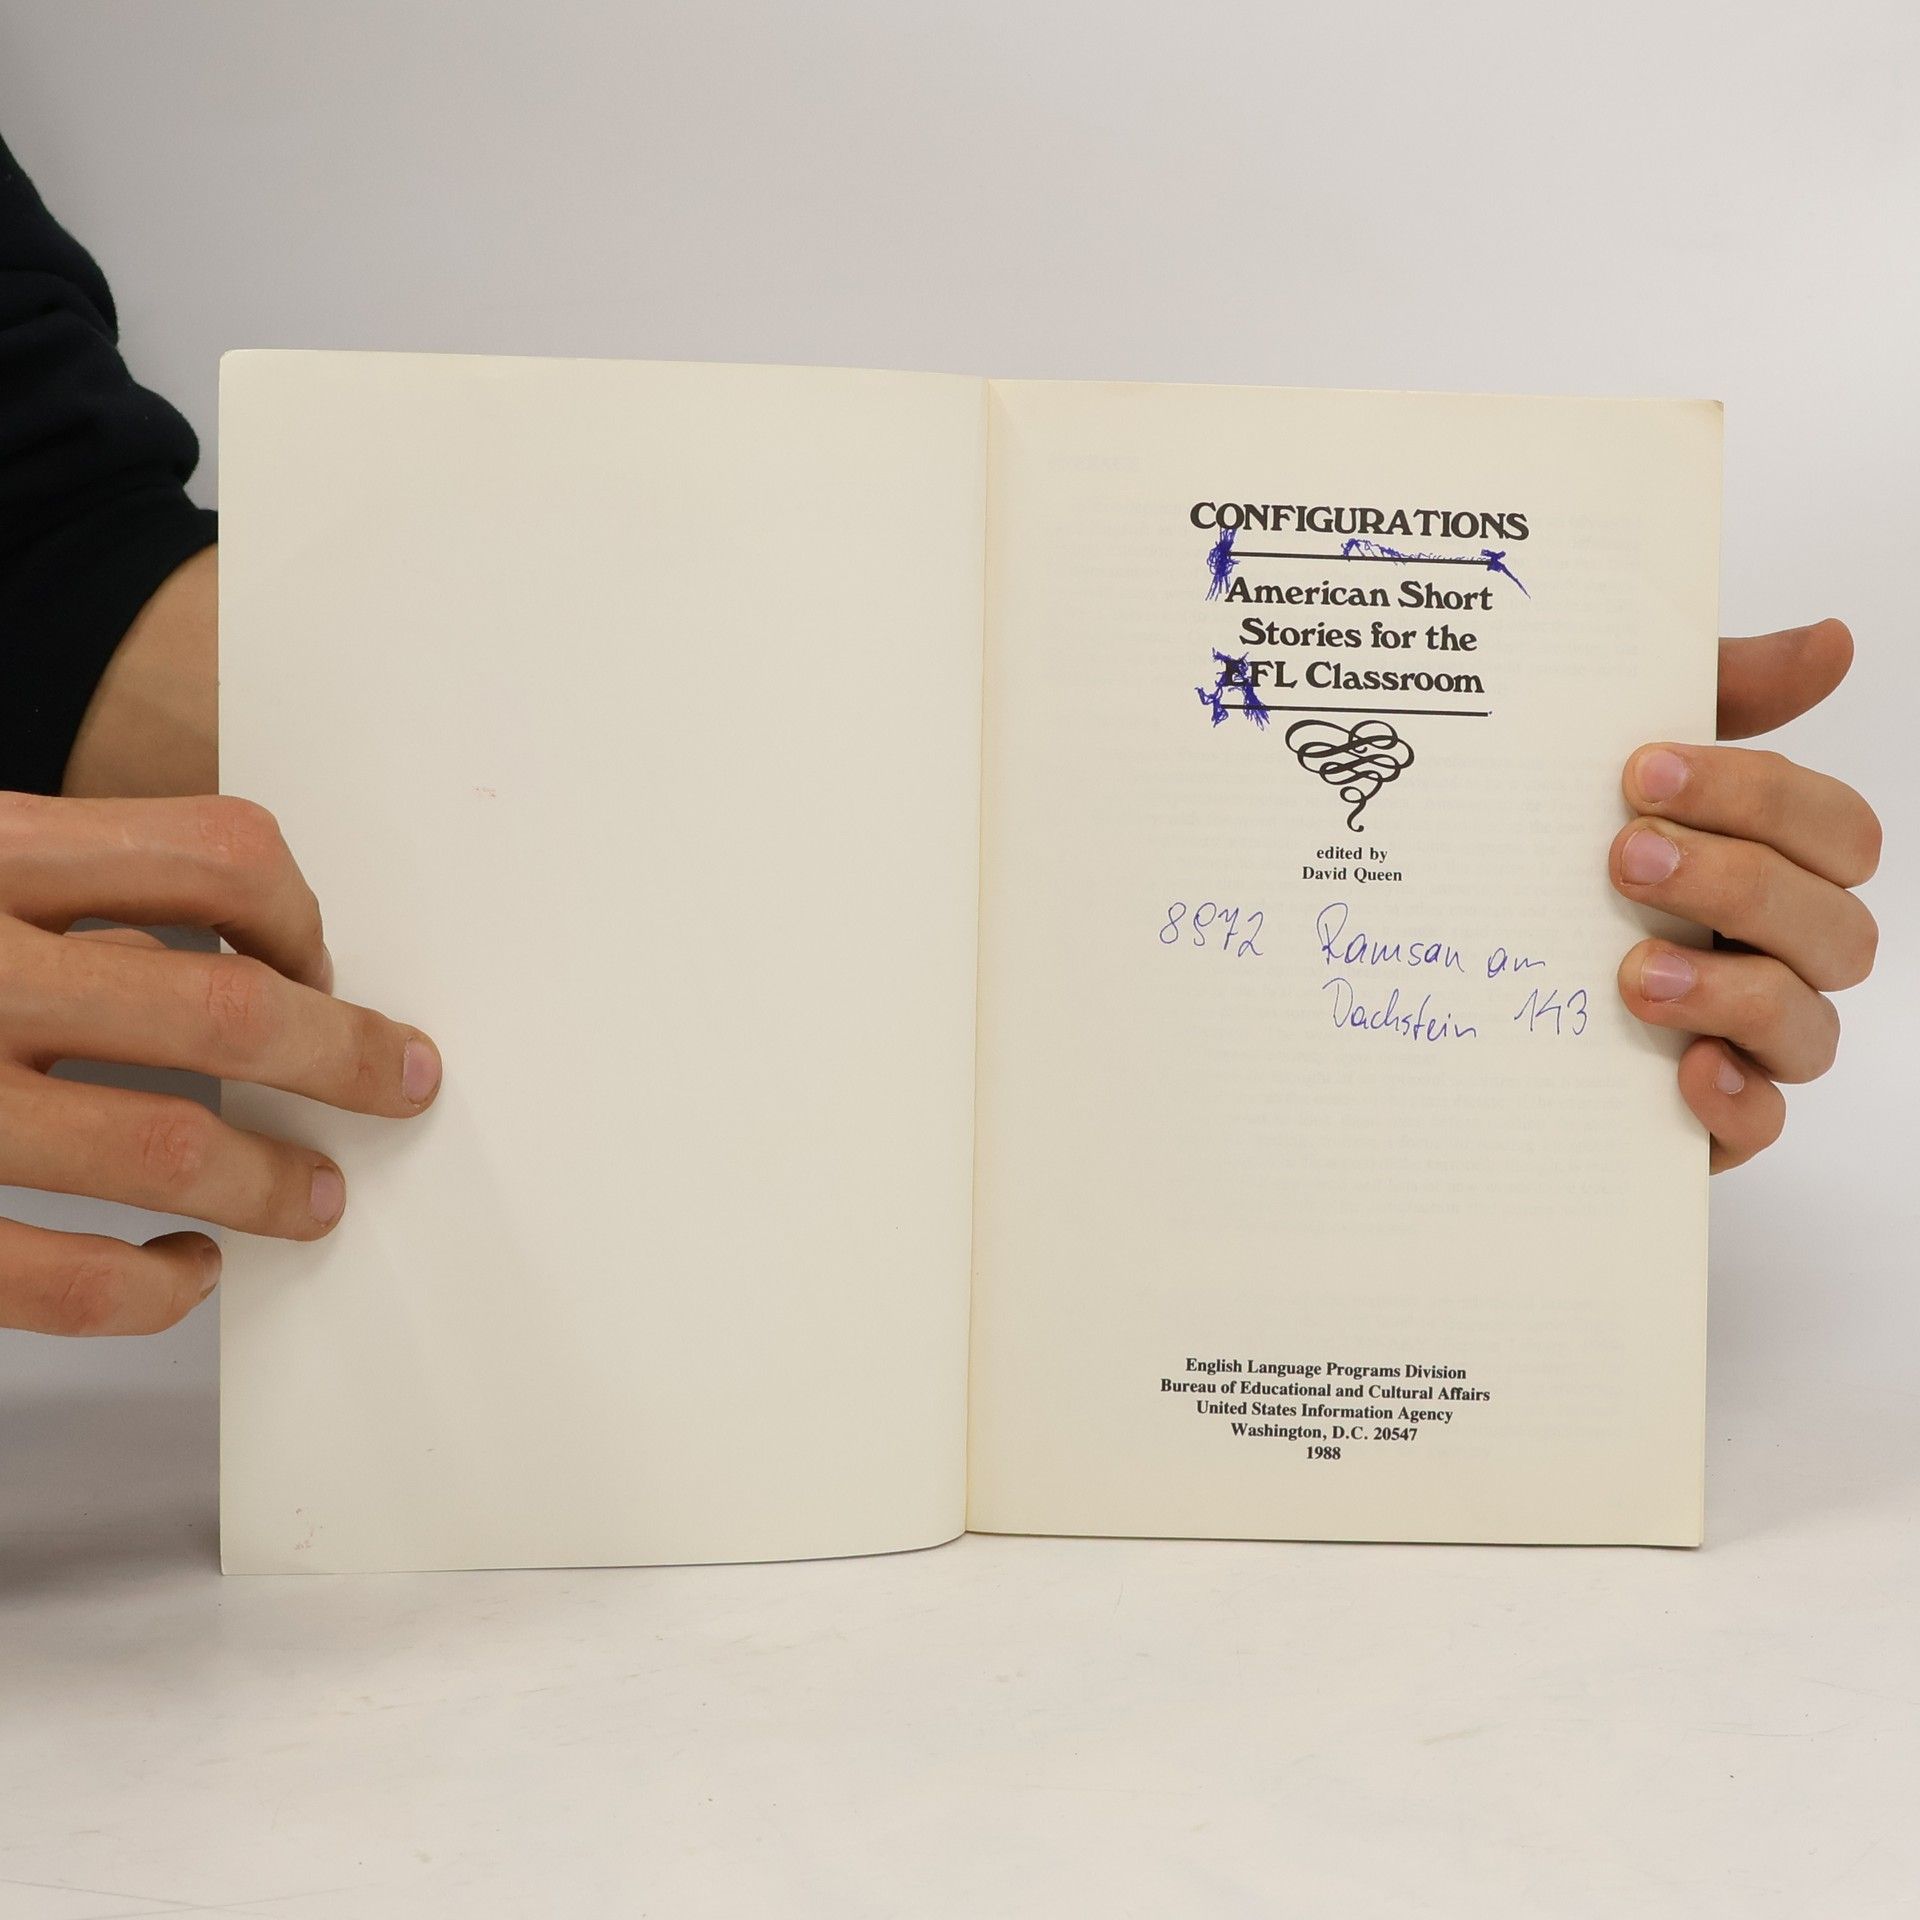 CONFIGURATIONS
American Short
Stories for the
EFL Classroom
edited by
David Queen
8972 Ramsau am
Dachstein 143
English Language Programs Division
Bureau of Educational and Cultural Affairs
United States Information Agency
Washington, D.C. 20547
1988